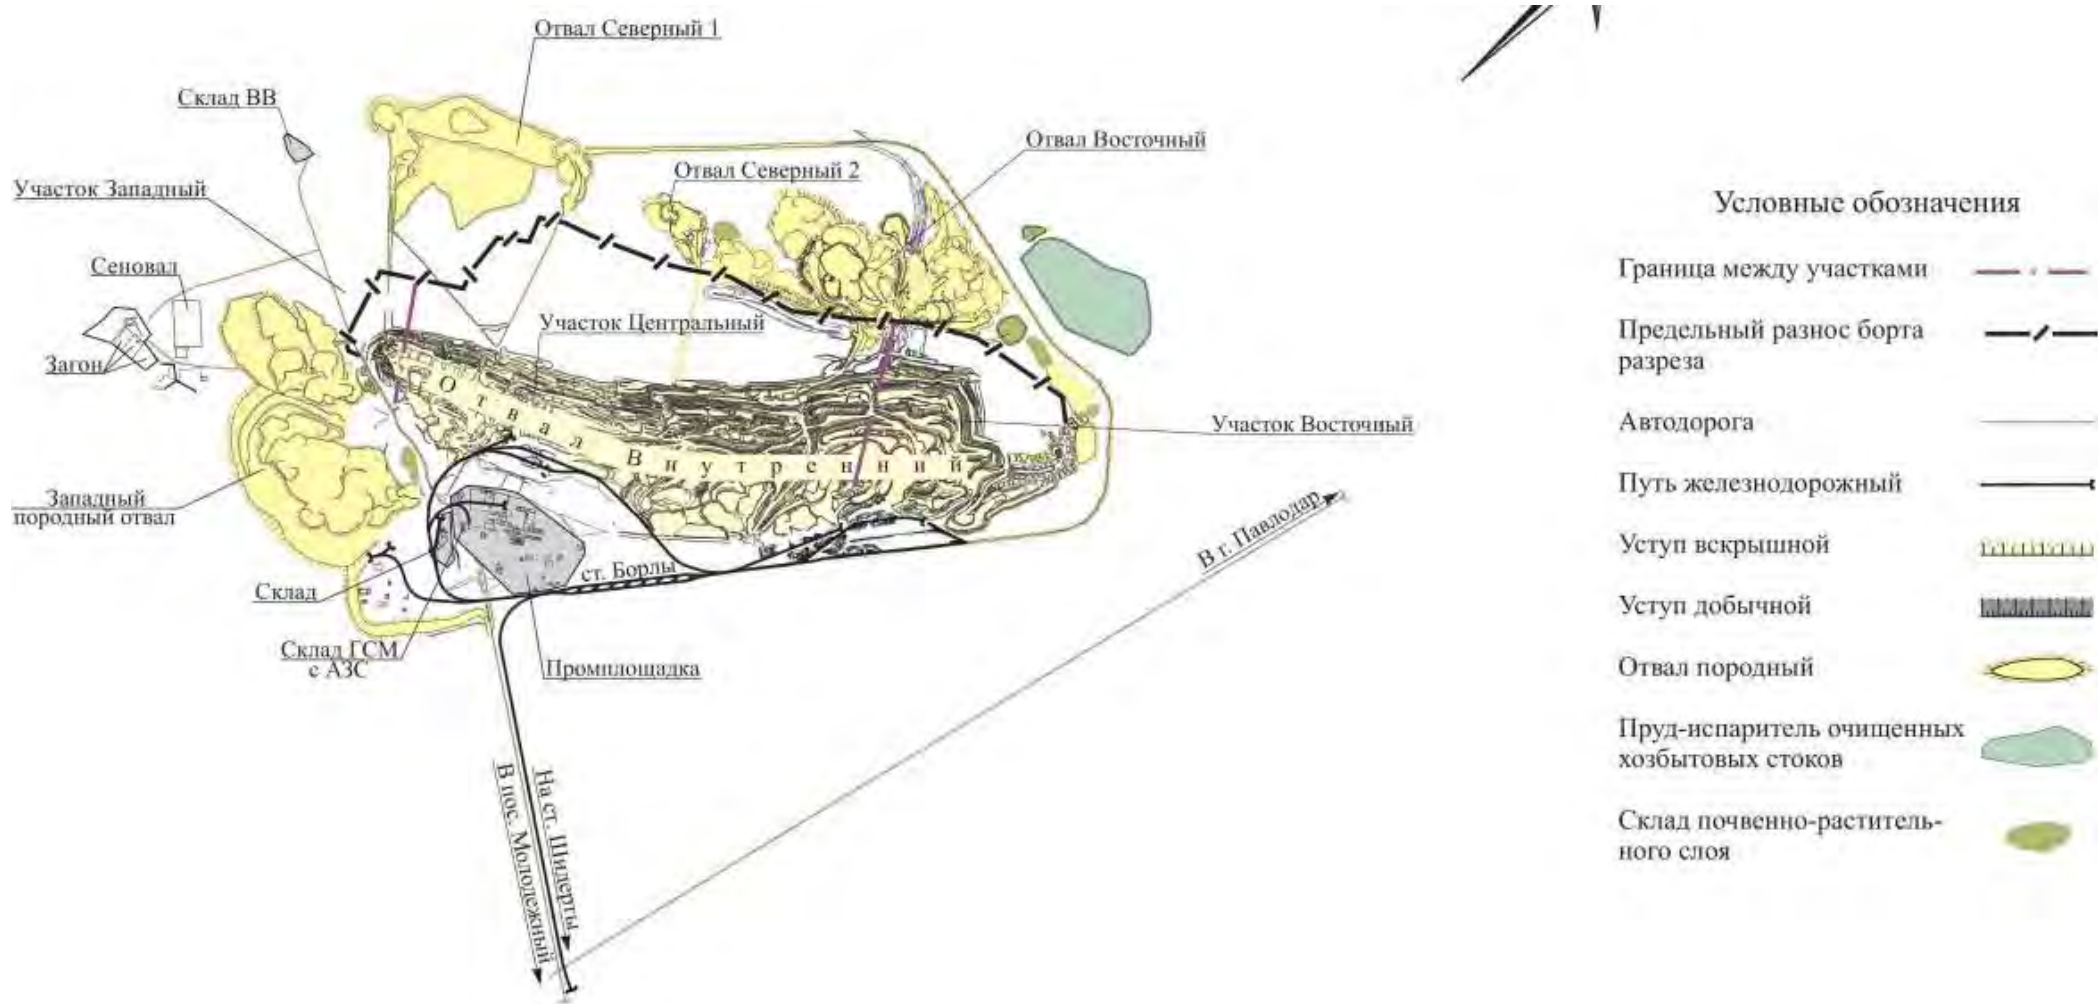 Отвал Северный 1
Склад ВВ
Отвал Восточный
Отвал Северный 2
Участок Западный
Сеновал
Участок Центральный
Загон
Отвал Внутренний
Участок Восточный
Западный
породный отвал
В г. Павлодар
ст. Борлы
Склад
Склад ГСМ
с АЗС
Промплощадка
На ст. Шидерты
В пос. Молодежный
Условные обозначения
Граница между участками
Предельный разнос борта
разреза
Автодорога
Путь железнодорожный
Уступ вскрышной
Уступ добычной
Отвал породный
Пруд-испаритель очищенных
хозбытовых стоков
Склад почвенно-раститель-
ного слоя